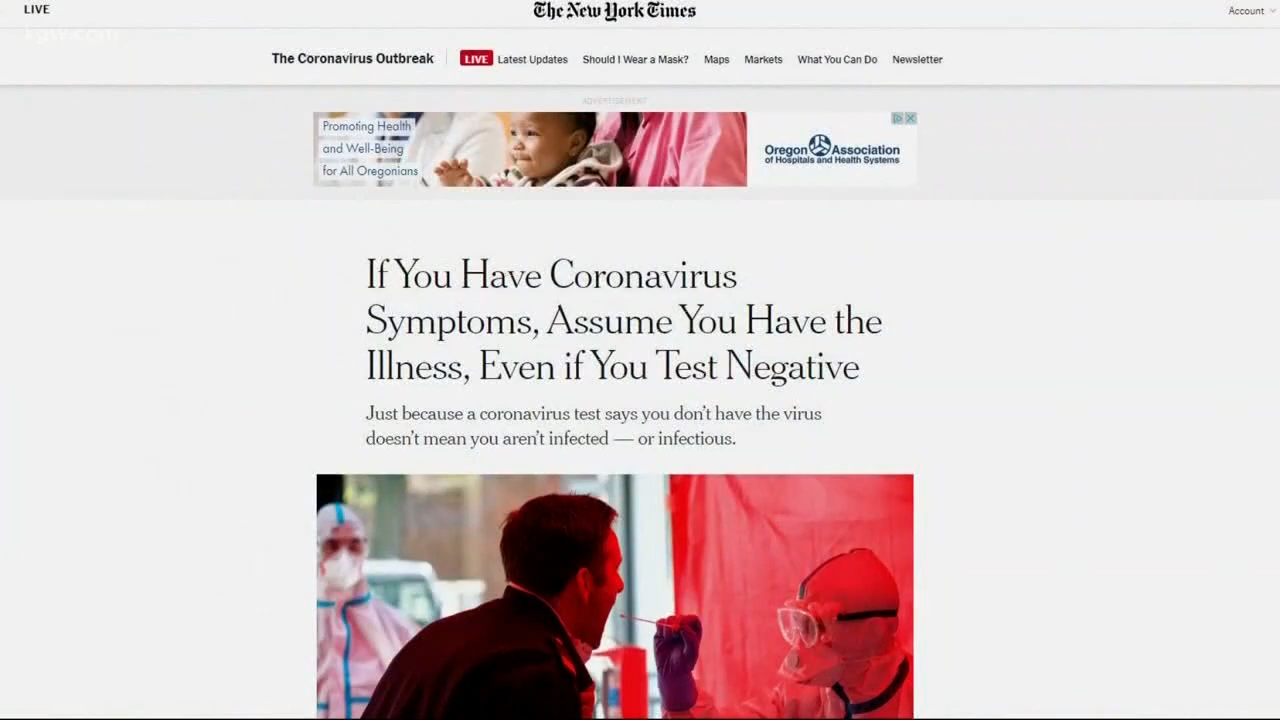 LIVE
The New York Times
Account
kgw.com
The Coronavirus Outbreak
LIVE Latest Updates Should I Wear a Mask? Maps Markets What You Can Do Newsletter
ADVERTISEMENT
Promoting Health
and Well-Being
for All Oregonians
Oregon Association
of Hospitals and Health Systems
If You Have Coronavirus
Symptoms, Assume You Have the
Illness, Even if You Test Negative
Just because a coronavirus test says you don't have the virus
doesn't mean you aren't infected — or infectious.